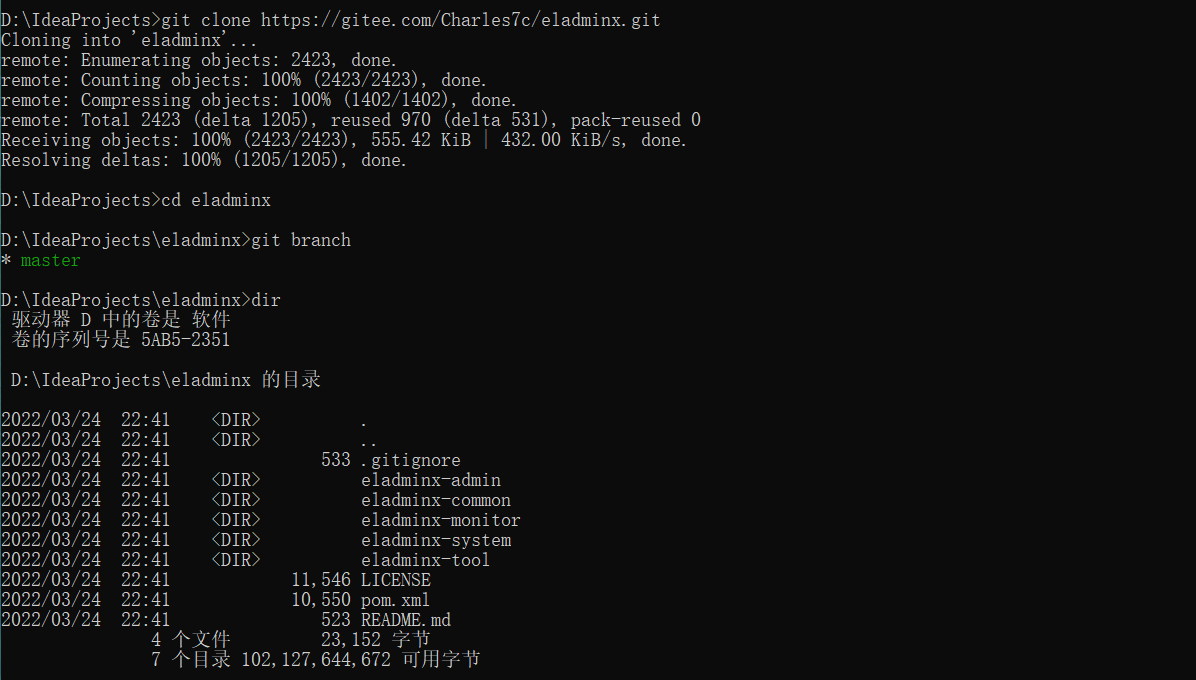 D:\IdeaProjects>git clone https://gitee.com/Charles7c/eladminx.git
Cloning into 'eladminx'...
remote: Enumerating objects: 2423, done.
remote: Counting objects: 100% (2423/2423), done.
remote: Compressing objects: 100% (1402/1402), done.
remote: Total 2423 (delta 1205), reused 970 (delta 531), pack-reused 0
Receiving objects: 100% (2423/2423), 555.42 KiB | 432.00 KiB/s, done.
Resolving deltas: 100% (1205/1205), done.
D:\IdeaProjects>cd eladminx
D:\IdeaProjects\eladminx>git branch
* master
D:\IdeaProjects\eladminx>dir
驱动器 D 中的卷是 软件
卷的序列号是 5AB5-2351
D:\IdeaProjects\eladminx 的目录
2022/03/24  22:41    <DIR>          .
2022/03/24  22:41    <DIR>          ..
2022/03/24  22:41               533 .gitignore
2022/03/24  22:41    <DIR>          eladminx-admin
2022/03/24  22:41    <DIR>          eladminx-common
2022/03/24  22:41    <DIR>          eladminx-monitor
2022/03/24  22:41    <DIR>          eladminx-system
2022/03/24  22:41    <DIR>          eladminx-tool
2022/03/24  22:41            11,546 LICENSE
2022/03/24  22:41            10,550 pom.xml
2022/03/24  22:41               523 README.md
4 个文件         23,152 字节
7 个目录 102,127,644,672 可用字节